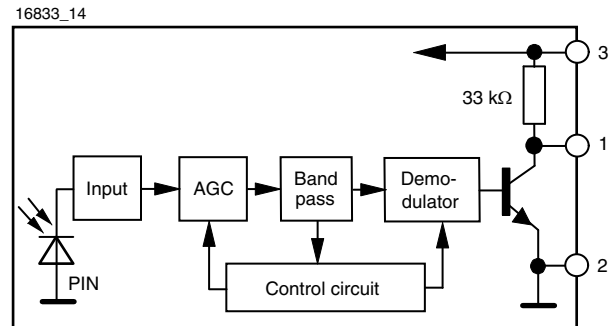 16833_14
3
33 kΩ
1
Input
AGC
Band
pass
Demo-
dulator
2
PIN
Control circuit